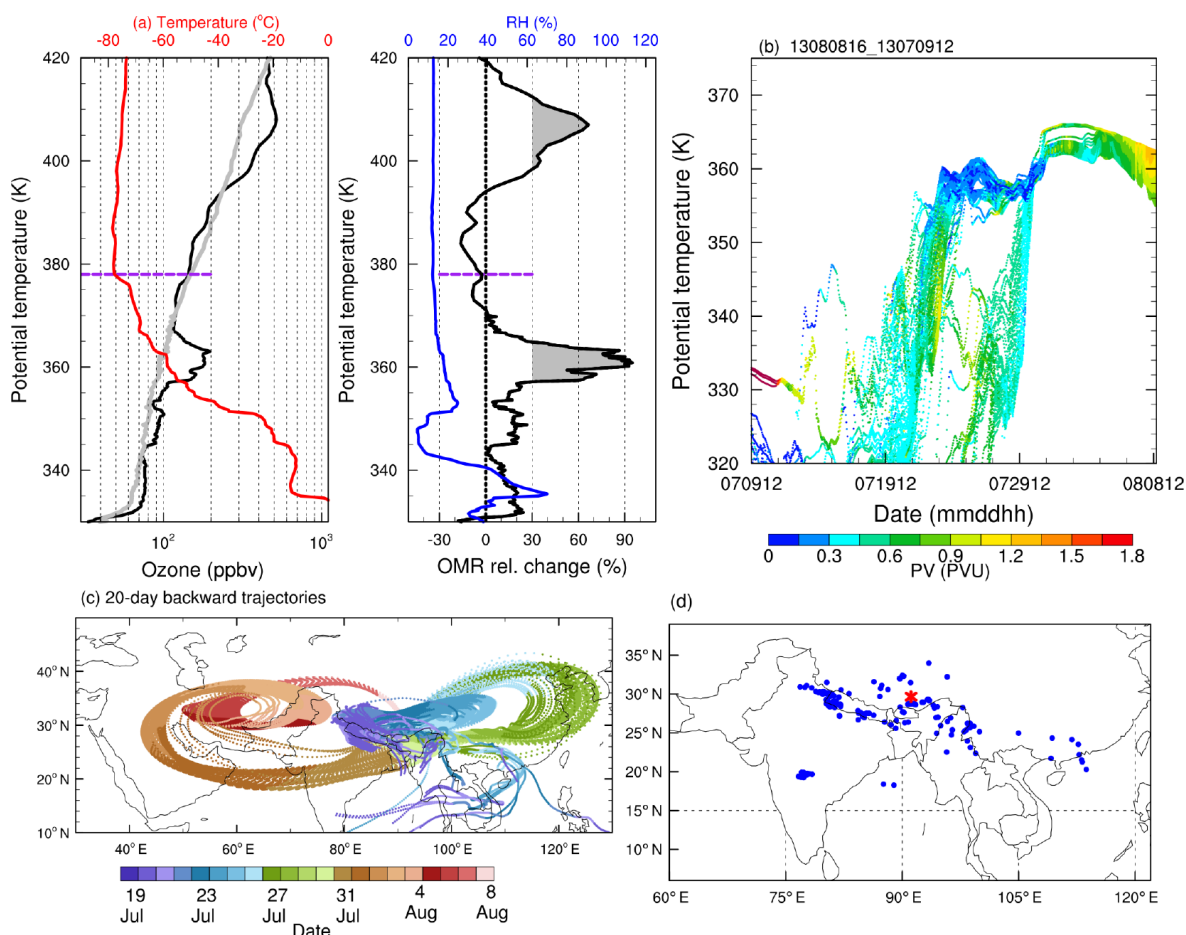 (a) Temperature (°C)
-80 -60 -40 -20 0
420
400
380
360
340
Potential temperature (K)
10² 10³
Ozone (ppbv)
RH (%)
0 20 40 60 80 100 120
420
400
380
360
340
Potential temperature (K)
-30 0 30 60 90
OMR rel. change (%)
(b) 13080816_13070912
370
360
350
340
330
320
Potential temperature (K)
070912 071912 072912 080812
Date (mmddhh)
0 0.3 0.6 0.9 1.2 1.5 1.8
PV (PVU)
(c) 20-day backward trajectories
40° N
30° N
20° N
10° N
40° E 60° E 80° E 100° E 120° E
19 23 27 31 4 8
Jul Jul Jul Jul Aug Aug
Date
(d)
35° N
30° N
25° N
20° N
15° N
10° N
60° E 75° E 90° E 105° E 120° E